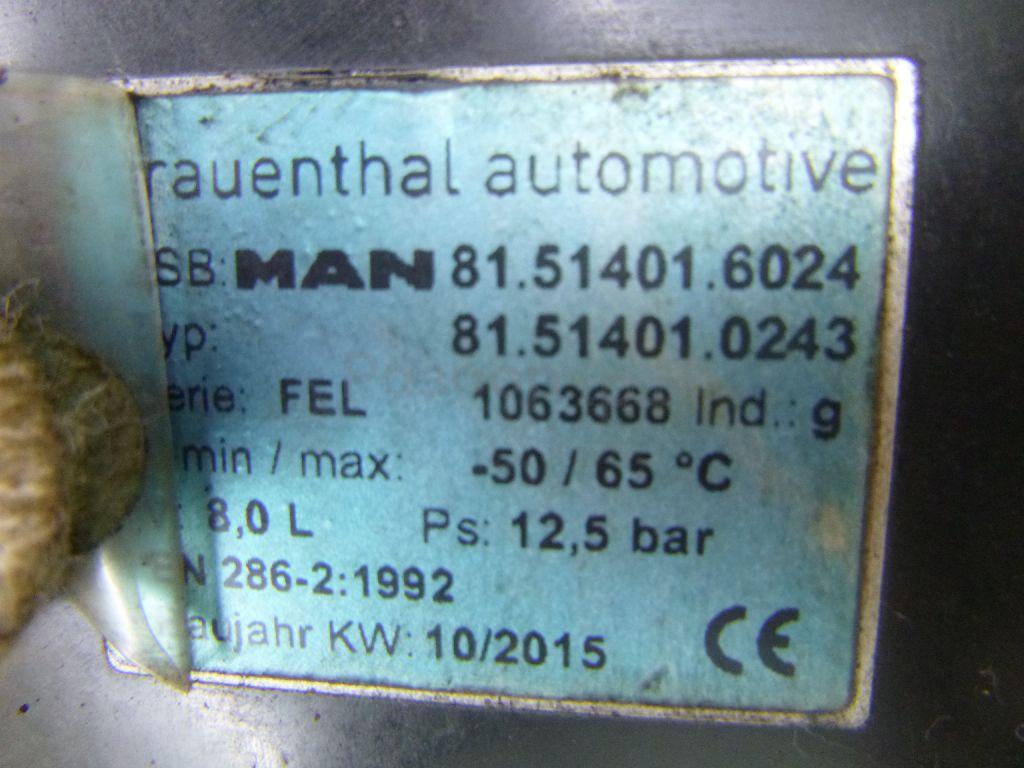 rauenthal automotive
SB: MAN 81.51401.6024
yp: 81.51401.0243
erie: FEL 1063668 Ind.: g
min / max: -50 / 65 °C
: 8,0 L Ps: 12,5 bar
N 286-2:1992
aujahr KW: 10/2015 CE